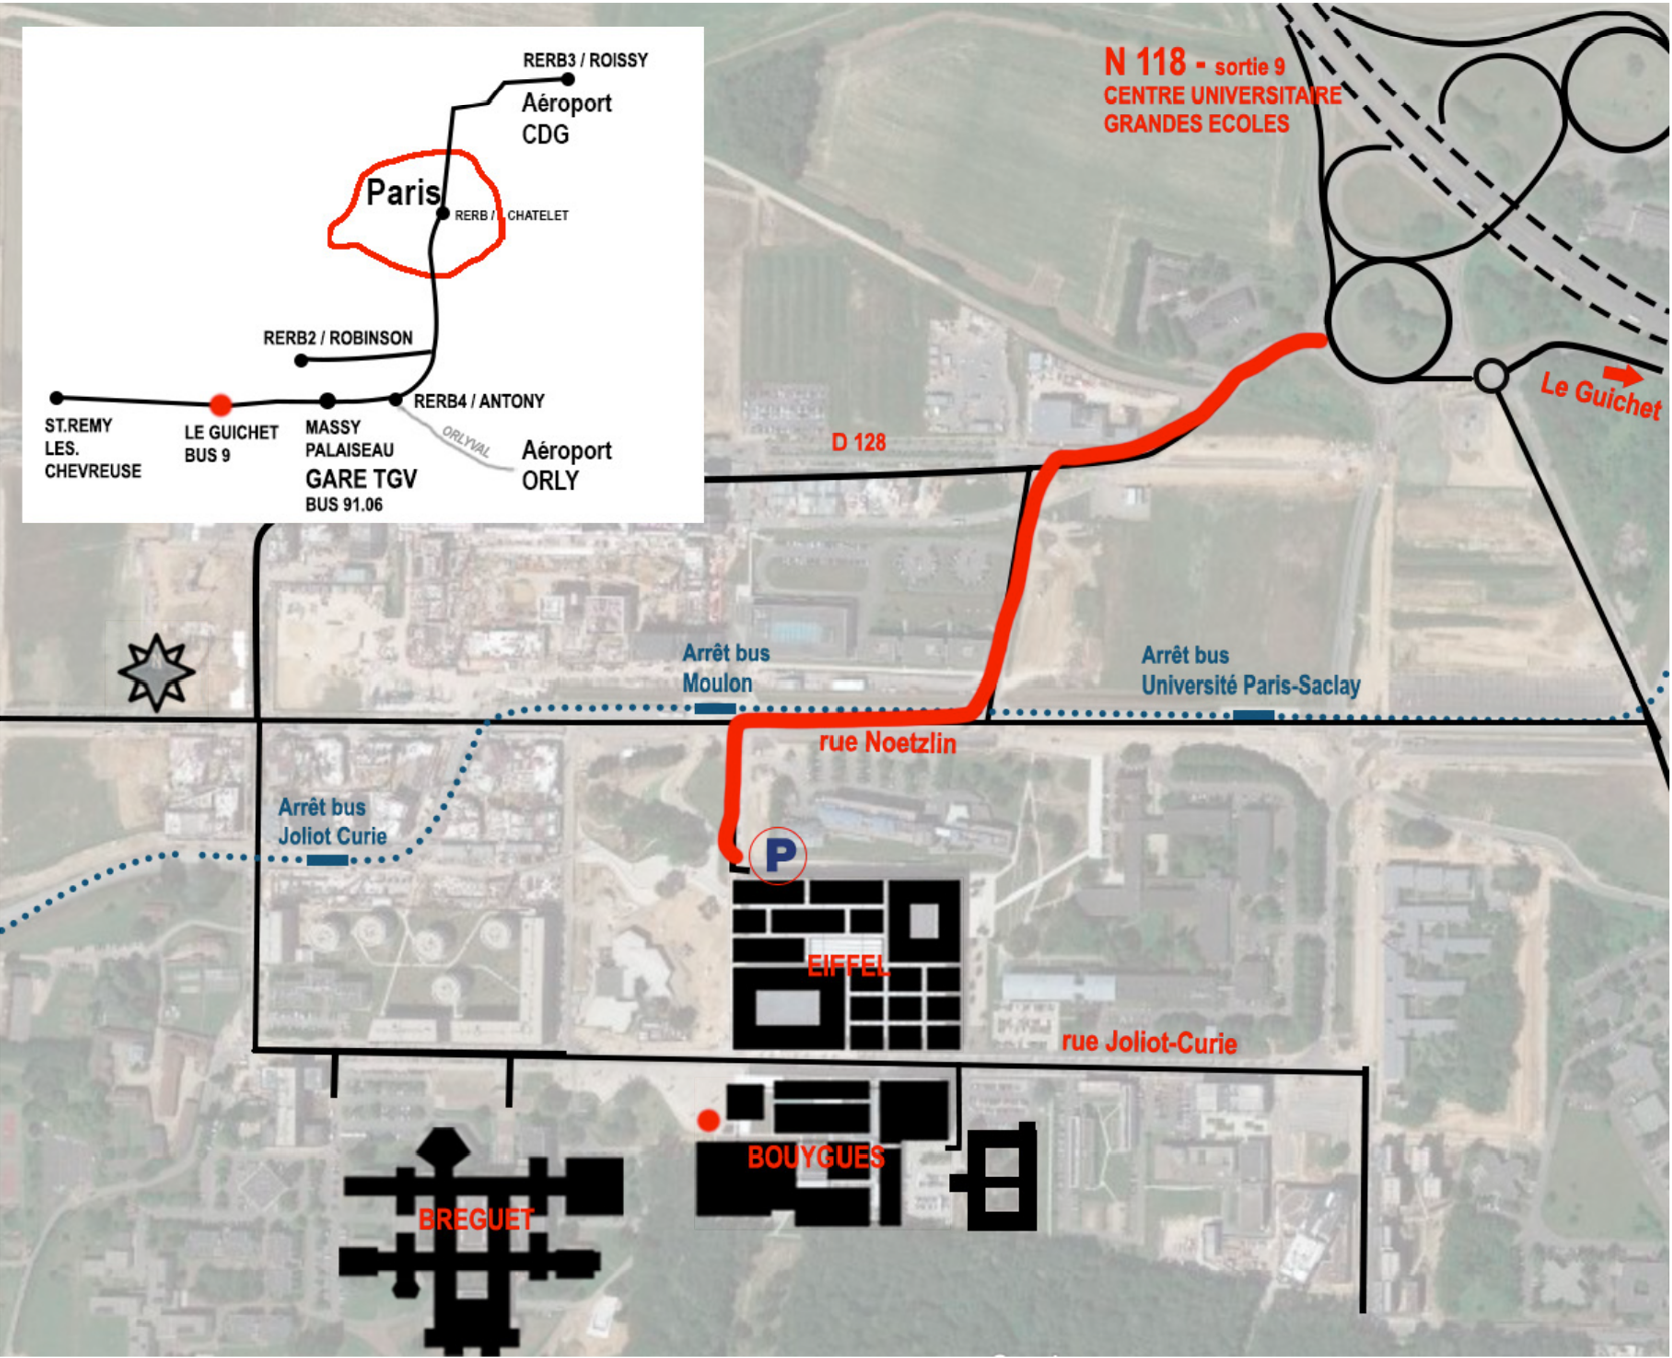 RERB3 / ROISSY
Aéroport
CDG
Paris
RERB / CHATELET
RERB2 / ROBINSON
RERB4 / ANTONY
ST.REMY
LES.
CHEVREUSE
LE GUICHET
BUS 9
MASSY
PALAISEAU
GARE TGV
BUS 91.06
ORLYVAL
Aéroport
ORLY
N 118 - sortie 9
CENTRE UNIVERSITAIRE
GRANDES ECOLES
Le Guichet
D 128
Arrêt bus
Moulon
Arrêt bus
Université Paris-Saclay
rue Noetzlin
Arrêt bus
Joliot Curie
P
EIFFEL
rue Joliot-Curie
BOUYGUES
BREGUET